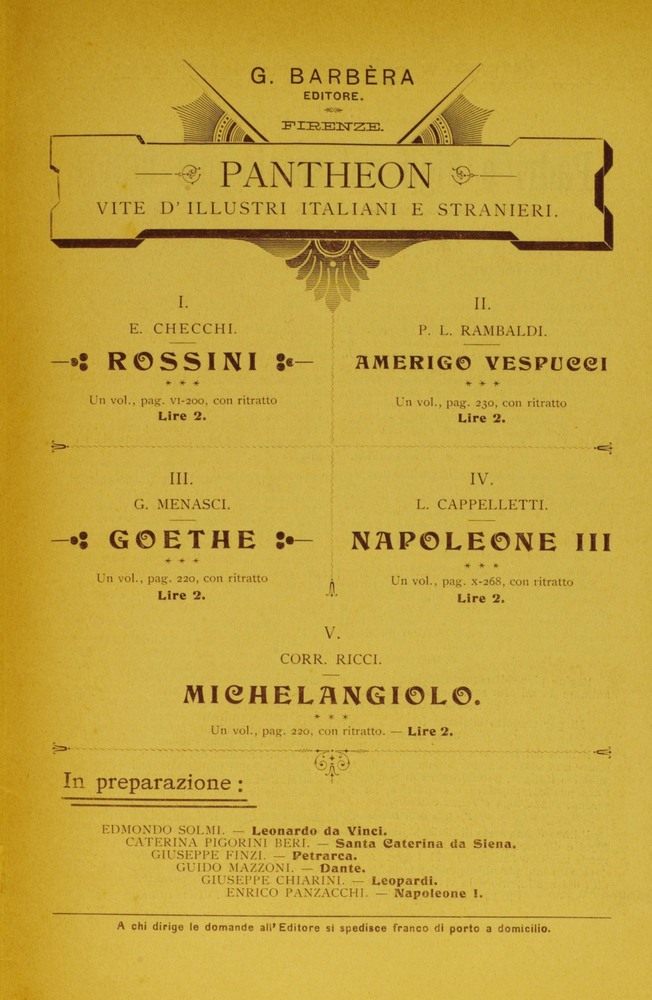 G. BARBÈRA
EDITORE.
FIRENZE.
PANTHEON
VITE D'ILLUSTRI ITALIANI E STRANIERI.
I.
E. CHECCHI.
ROSSINI
* * *
Un vol., pag. VI-200, con ritratto
Lire 2.
II.
P. L. RAMBALDI.
AMERIGO VESPUCCI
* * *
Un vol., pag. 230, con ritratto
Lire 2.
III.
G. MENASCI.
GOETHE
* * *
Un vol., pag. 220, con ritratto
Lire 2.
IV.
L. CAPPELLETTI.
NAPOLEONE III
* * *
Un vol., pag. X-268, con ritratto
Lire 2.
V.
CORR. RICCI.
MICHELANGIOLO.
* * *
Un vol., pag. 220, con ritratto. — Lire 2.
In preparazione:
EDMONDO SOLMI. — Leonardo da Vinci.
CATERINA PIGORINI BERI. — Santa Caterina da Siena.
GIUSEPPE FINZI. — Petrarca.
GUIDO MAZZONI. — Dante.
GIUSEPPE CHIARINI. — Leopardi.
ENRICO PANZACCHI. — Napoleone I.
A chi dirige le domande all'Editore si spedisce franco di porto a domicilio.